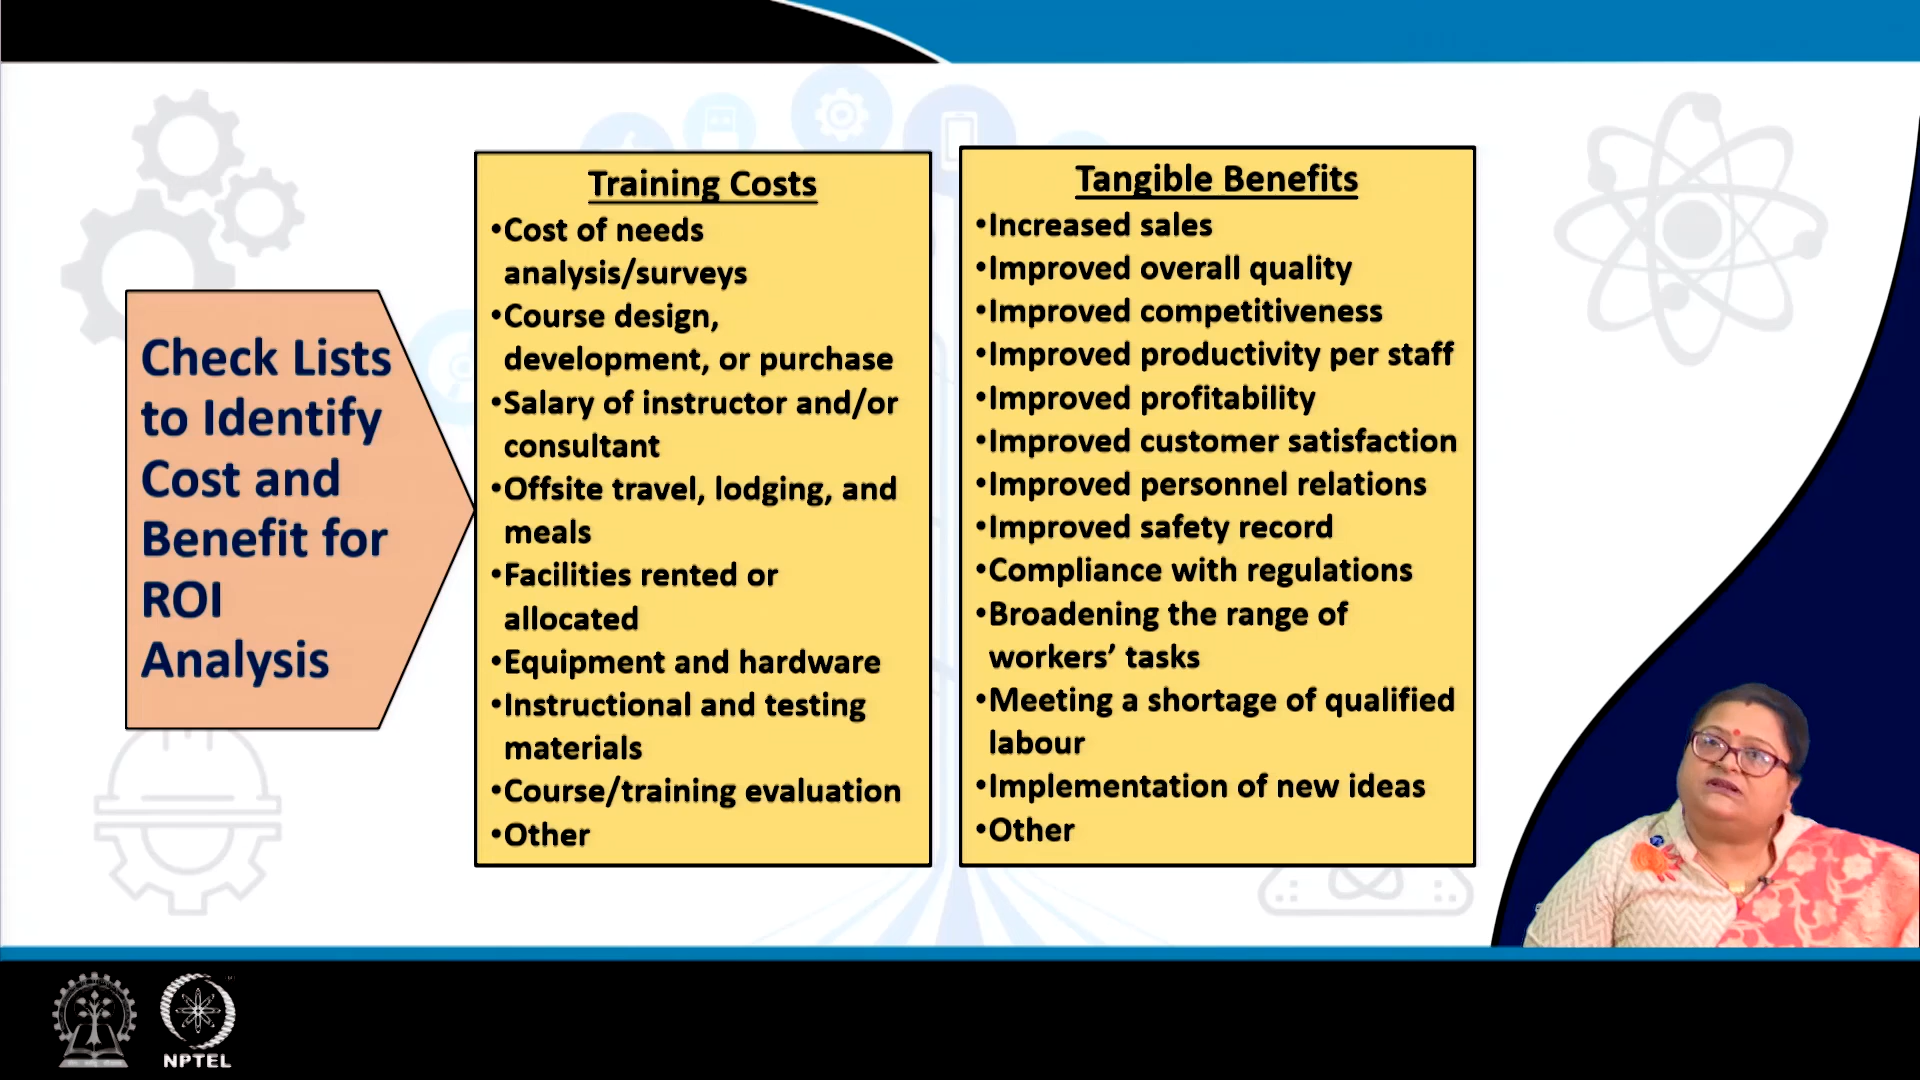 Check Lists
to Identify
Cost and
Benefit for
ROI
Analysis
Training Costs
•Cost of needs
analysis/surveys
•Course design,
development, or purchase
•Salary of instructor and/or
consultant
•Offsite travel, lodging, and
meals
•Facilities rented or
allocated
•Equipment and hardware
•Instructional and testing
materials
•Course/training evaluation
•Other
Tangible Benefits
•Increased sales
•Improved overall quality
•Improved competitiveness
•Improved productivity per staff
•Improved profitability
•Improved customer satisfaction
•Improved personnel relations
•Improved safety record
•Compliance with regulations
•Broadening the range of
workers’ tasks
•Meeting a shortage of qualified
labour
•Implementation of new ideas
•Other
NPTEL